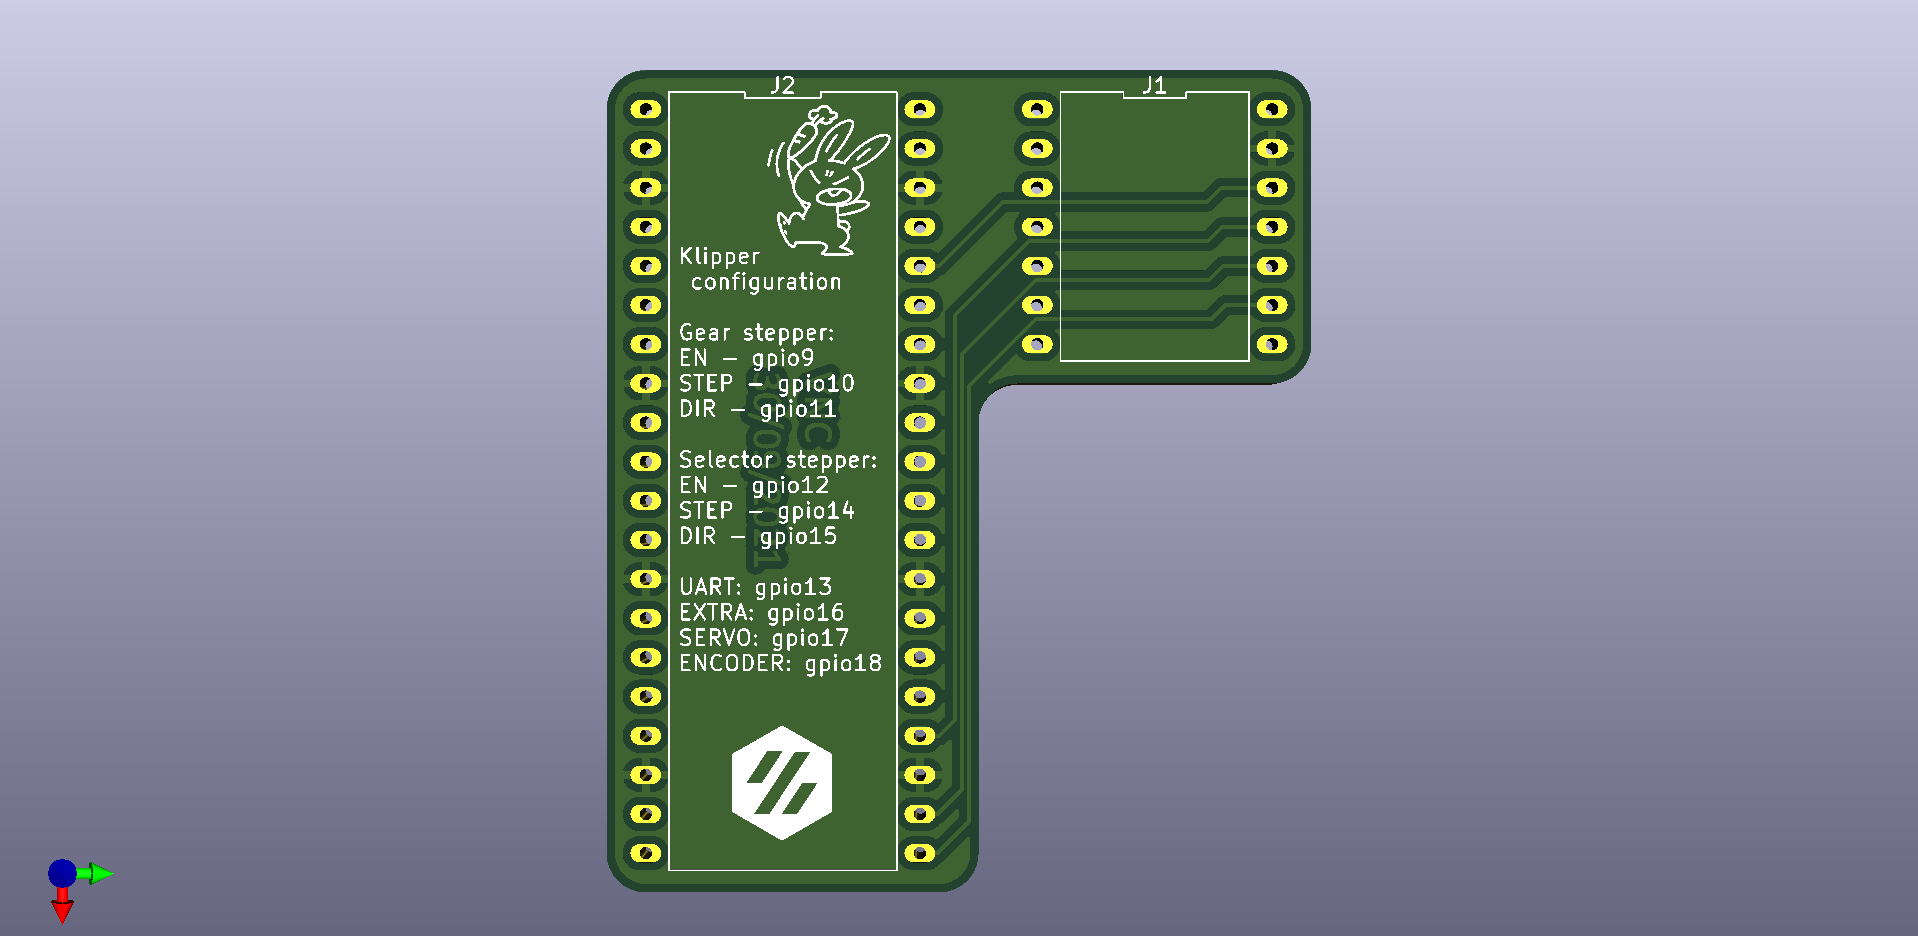 J2
J1
Klipper
configuration
Gear stepper:
EN – gpio9
STEP – gpio10
DIR – gpio11
Selector stepper:
EN – gpio12
STEP – gpio14
DIR – gpio15
UART: gpio13
EXTRA: gpio16
SERVO: gpio17
ENCODER: gpio18